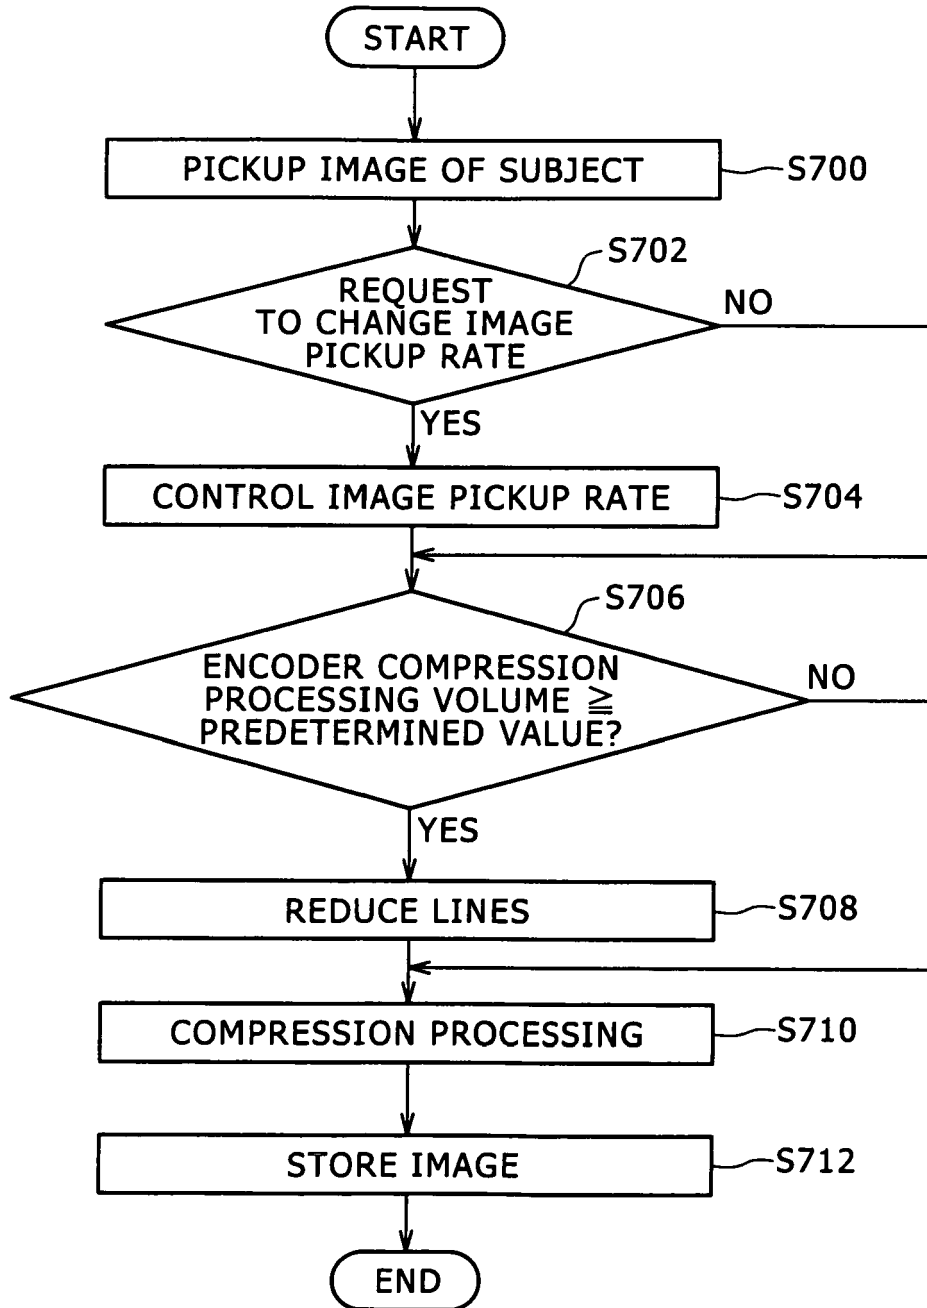 START
PICKUP IMAGE OF SUBJECT
S700
S702
REQUEST
TO CHANGE IMAGE
PICKUP RATE
NO
YES
CONTROL IMAGE PICKUP RATE
S704
S706
ENCODER COMPRESSION
PROCESSING VOLUME ≧
PREDETERMINED VALUE?
NO
YES
REDUCE LINES
S708
COMPRESSION PROCESSING
S710
STORE IMAGE
S712
END